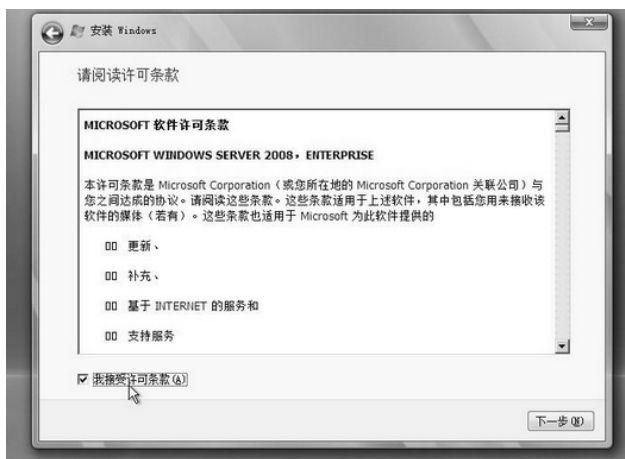 安装 Windows
请阅读许可条款
MICROSOFT 软件许可条款
MICROSOFT WINDOWS SERVER 2008，ENTERPRISE
本许可条款是 Microsoft Corporation（或您所在地的 Microsoft Corporation 关联公司）与
您之间达成的协议。请阅读这些条款。这些条款适用于上述软件，其中包括您用来接收该
软件的媒体（若有）。这些条款也适用于 Microsoft 为此软件提供的
更新、
补充、
基于 INTERNET 的服务和
支持服务
我接受许可条款(A)
下一步(N)